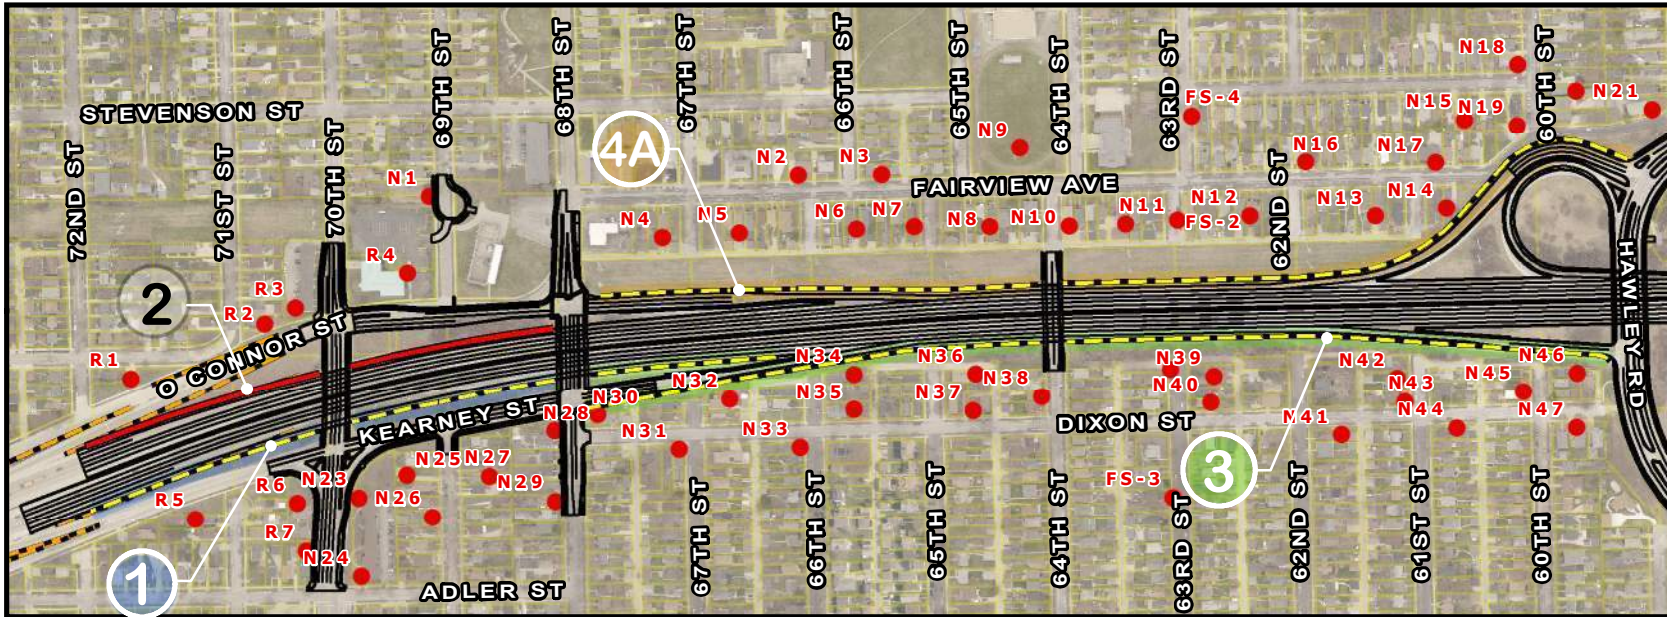 STEVENSON ST
72ND ST
71ST ST
70TH ST
69TH ST
68TH ST
67TH ST
66TH ST
65TH ST
64TH ST
63RD ST
62ND ST
60TH ST
4A
N1
N2
N3
N4
N5
N6
N7
N8
N9
N10
N11
N12
FS-2
FS-4
N13
N14
N15
N16
N17
N18
N19
N21
FAIRVIEW AVE
R1
R2
R3
R4
2
O CONNOR ST
HAWLEY RD
KEARNEY ST
DIXON ST
R5
R6
R7
N23
N24
N25
N26
N27
N28
N29
N30
N31
N32
N33
N34
N35
N36
N37
N38
N39
N40
N41
N42
N43
N44
N45
N46
N47
FS-3
1
3
ADLER ST
67TH ST
66TH ST
65TH ST
64TH ST
63RD ST
62ND ST
61ST ST
60TH ST